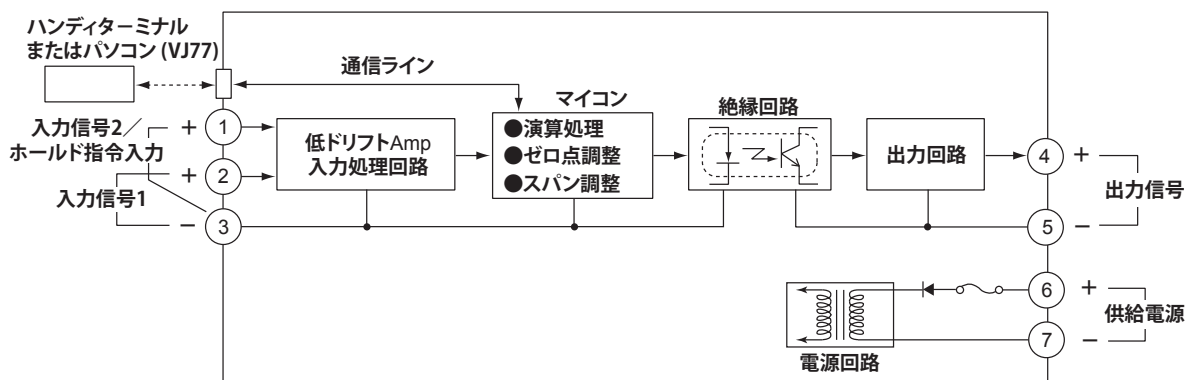 ハンディターミナル
またはパソコン (VJ77)
通信ライン
マイコン
絶縁回路
入力信号2／
ホールド指令入力
+
1
低ドリフトAmp
入力処理回路
●演算処理
●ゼロ点調整
●スパン調整
出力回路
4
+
入力信号1
+
2
出力信号
−
3
5
−
6
+
供給電源
7
−
電源回路